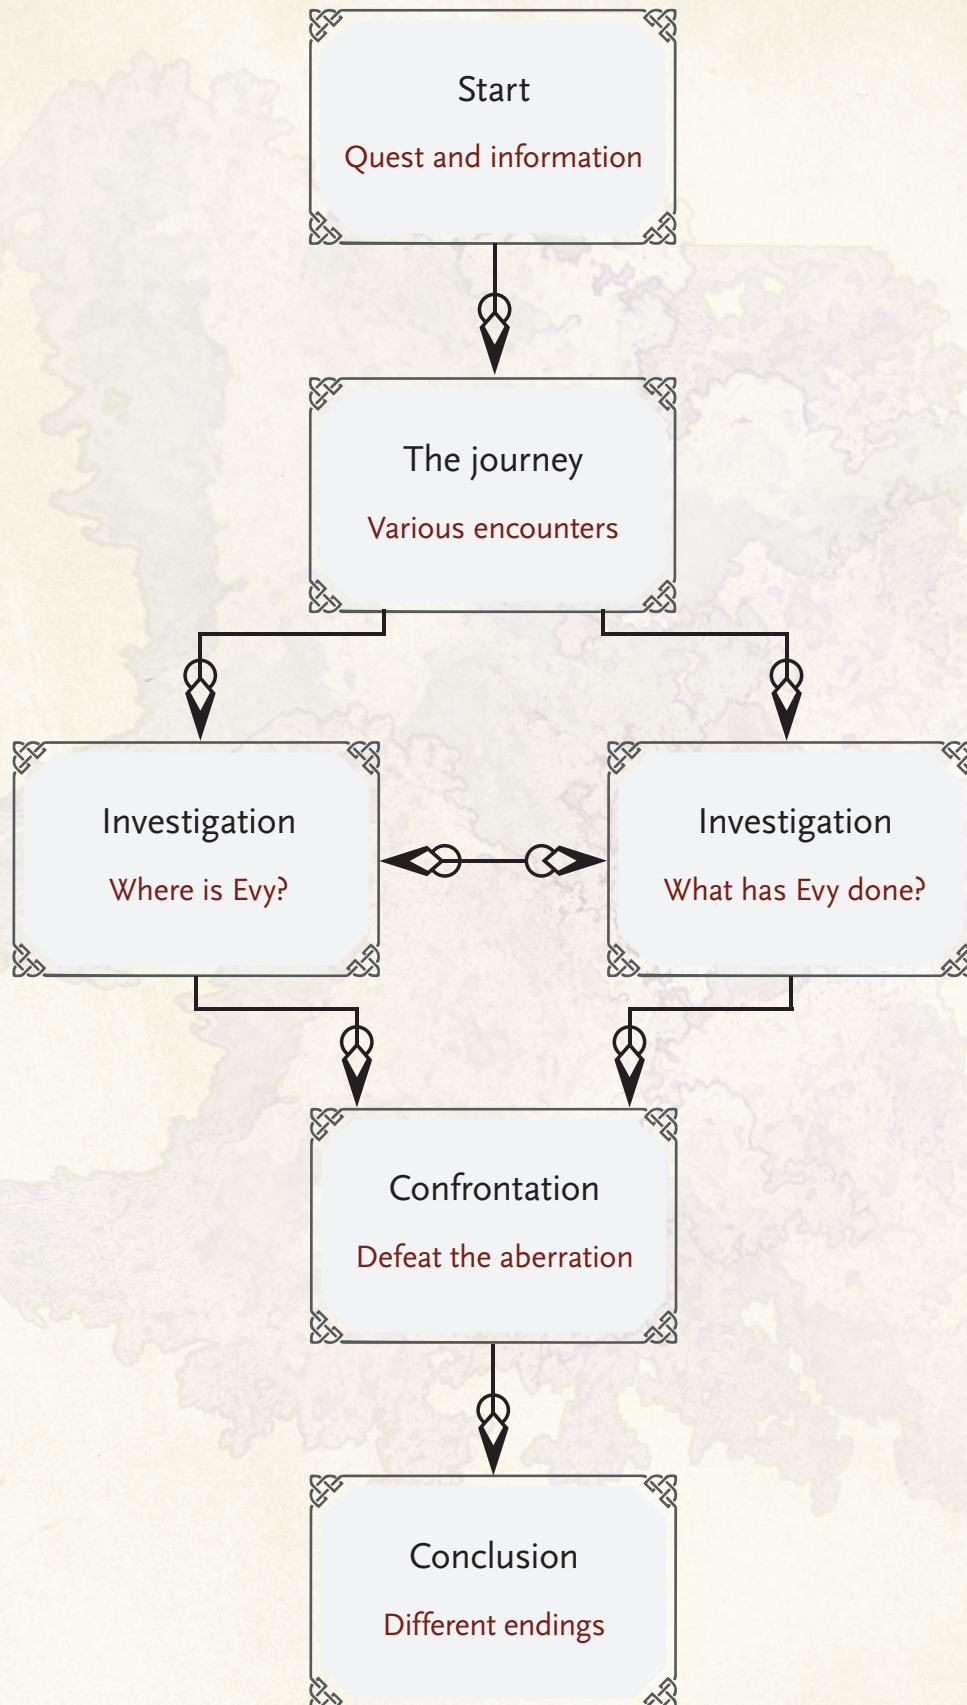 Start
Quest and information
The journey
Various encounters
Investigation
Where is Evy?
Investigation
What has Evy done?
Confrontation
Defeat the aberration
Conclusion
Different endings